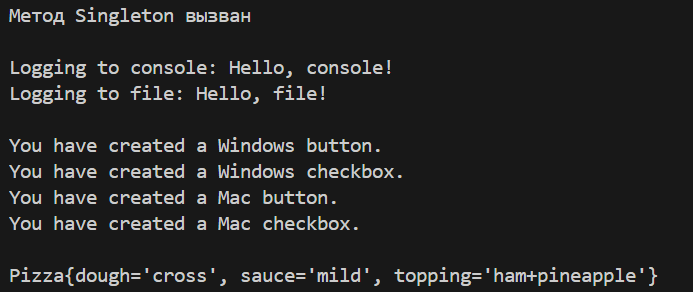 Метод Singleton вызван
Logging to console: Hello, console!
Logging to file: Hello, file!
You have created a Windows button.
You have created a Windows checkbox.
You have created a Mac button.
You have created a Mac checkbox.
Pizza{dough='cross', sauce='mild', topping='ham+pineapple'}